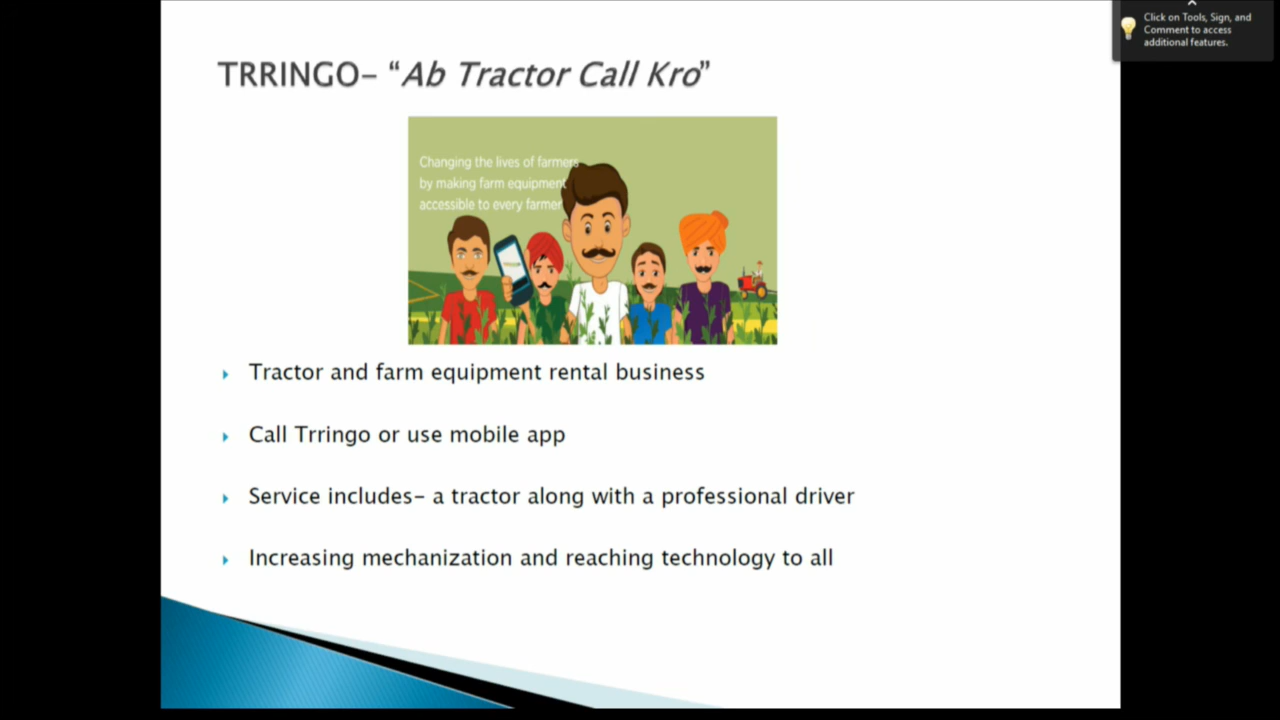 Click on Tools, Sign, and
Comment to access
additional features.
TRRINGO– “Ab Tractor Call Kro”
Changing the lives of farmers
by making farm equipment
accessible to every farmer
Tractor and farm equipment rental business
Call Trringo or use mobile app
Service includes– a tractor along with a professional driver
Increasing mechanization and reaching technology to all